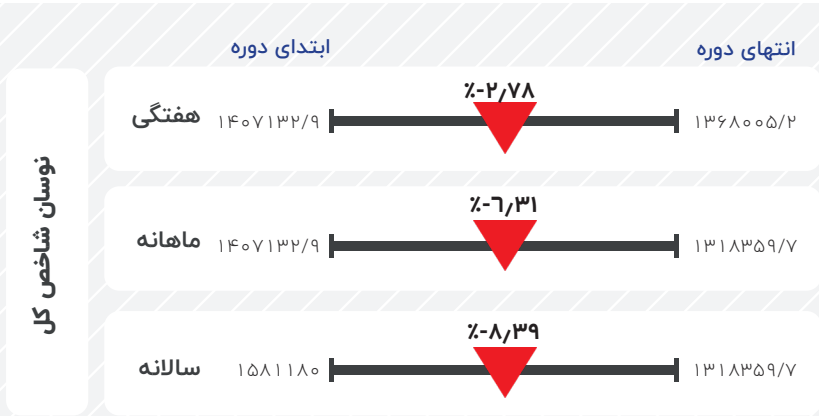 ابتدای دوره
انتهای دوره
نوسان شاخص کل
هفتگی
۱۴۰۷۱۳۲/۹
٪-۲٫۷۸
۱۳۶۸۰۰۵/۲
ماهانه
۱۴۰۷۱۳۲/۹
٪-۶٫۳۱
۱۳۱۸۳۵۹/۷
سالانه
۱۵۸۱۱۸۰
٪-۸٫۳۹
۱۳۱۸۳۵۹/۷